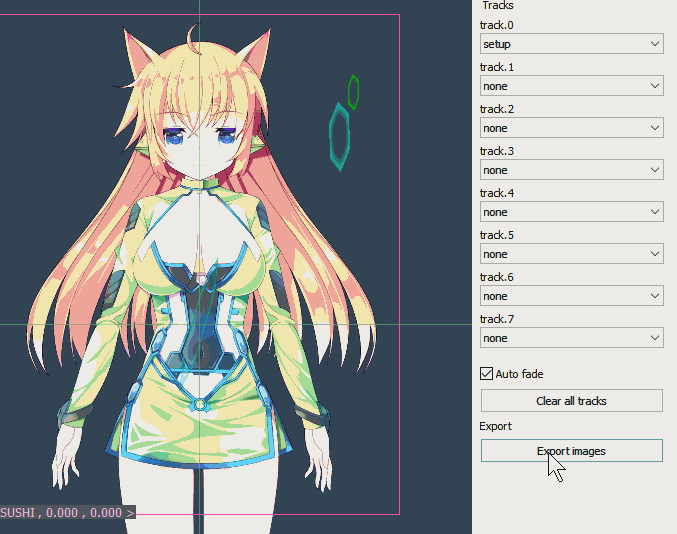 Tracks
track.0
setup
track.1
none
track.2
none
track.3
none
track.4
none
track.5
none
track.6
none
track.7
none
Auto fade
Clear all tracks
Export
Export images
SUSHI , 0.000 , 0.000 >